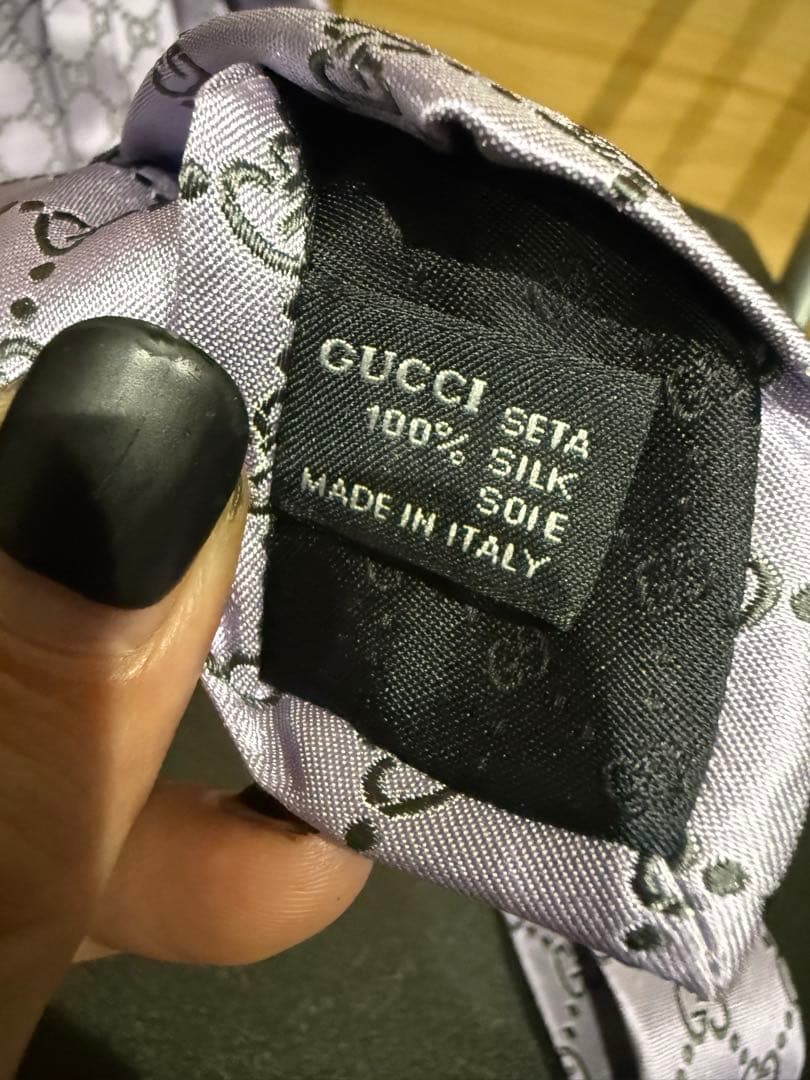 GUCCI SETA
100% SILK
SOIE
MADE IN ITALY